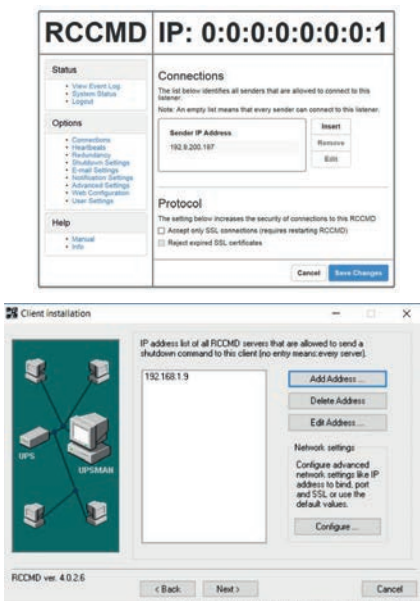 RCCMD IP: 0:0:0:0:0:0:0:1
Status
View Event Log
System Status
Logout
Options
Connections
Heartbeats
Redundancy
Shutdown Settings
E-mail Settings
Notification Settings
Advanced Settings
Web Configuration
User Settings
Help
Manual
Info
Connections
The list below identifies all senders that are allowed to connect to this
listener.
Note: An empty list means that every sender can connect to this listener.
Sender IP Address
192.8.200.187
Insert
Remove
Edit
Protocol
The setting below increases the security of connections to this RCCMD
Accept only SSL connections (requires restarting RCCMD)
Reject expired SSL certificates
Cancel Save Changes
Client installation
UPS
UPSMAN
IP address list of all RCCMD servers that are allowed to send a
shutdown command to this client (no entry means:every server).
192.168.1.9
Add Address ...
Delete Address
Edit Address ...
Network settings
Configure advanced
network settings like IP
address to bind, port
and SSL or use the
default values.
Configure ...
RCCMD ver. 4.0.2.6
< Back Next > Cancel